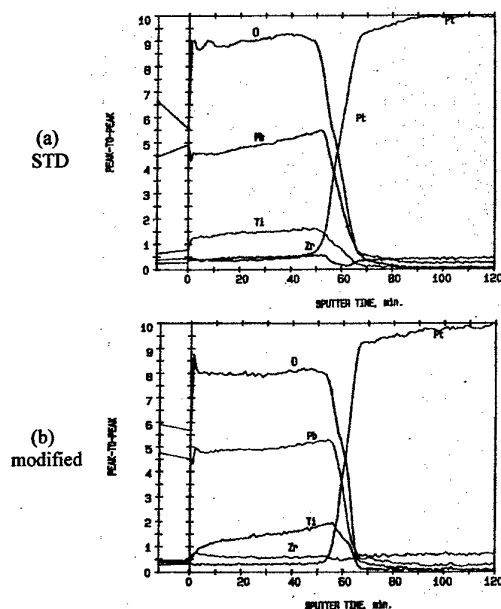 (a)
STD
PEAK-TO-PEAK
10
9
8
7
6
5
4
3
2
1
0
O
Pt
Pt
Pb
Ti
Zr
0 20 40 60 80 100 120
SPUTTER TIME, min.
(b)
modified
PEAK-TO-PEAK
10
9
8
7
6
5
4
3
2
1
0
O
Pt
Pb
Ti
Zr
0 20 40 60 80 100 120
SPUTTER TIME, min.